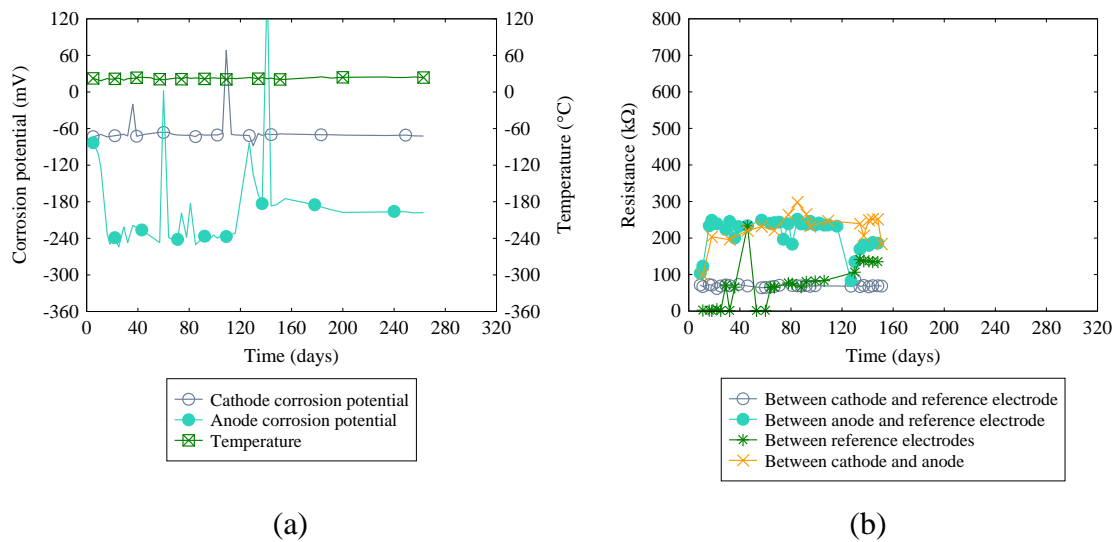 120
60
0
-60
-120
-180
-240
-300
-360
Corrosion potential (mV)
0 40 80 120 160 200 240 280 320
Time (days)
120
60
0
-60
-120
-180
-240
-300
-360
Temperature (°C)
Cathode corrosion potential
Anode corrosion potential
Temperature
(a)
800
700
600
500
400
300
200
100
0
Resistance (kΩ)
0 40 80 120 160 200 240 280 320
Time (days)
Between cathode and reference electrode
Between anode and reference electrode
Between reference electrodes
Between cathode and anode
(b)